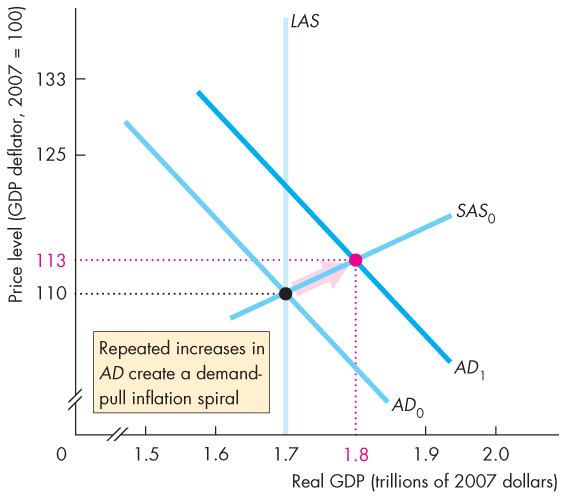 Price level (GDP deflator, 2007 = 100)
LAS
133
125
SAS0
113
110
Repeated increases in
AD create a demand-
pull inflation spiral
AD1
AD0
0
1.5
1.6
1.7
1.8
1.9
2.0
Real GDP (trillions of 2007 dollars)